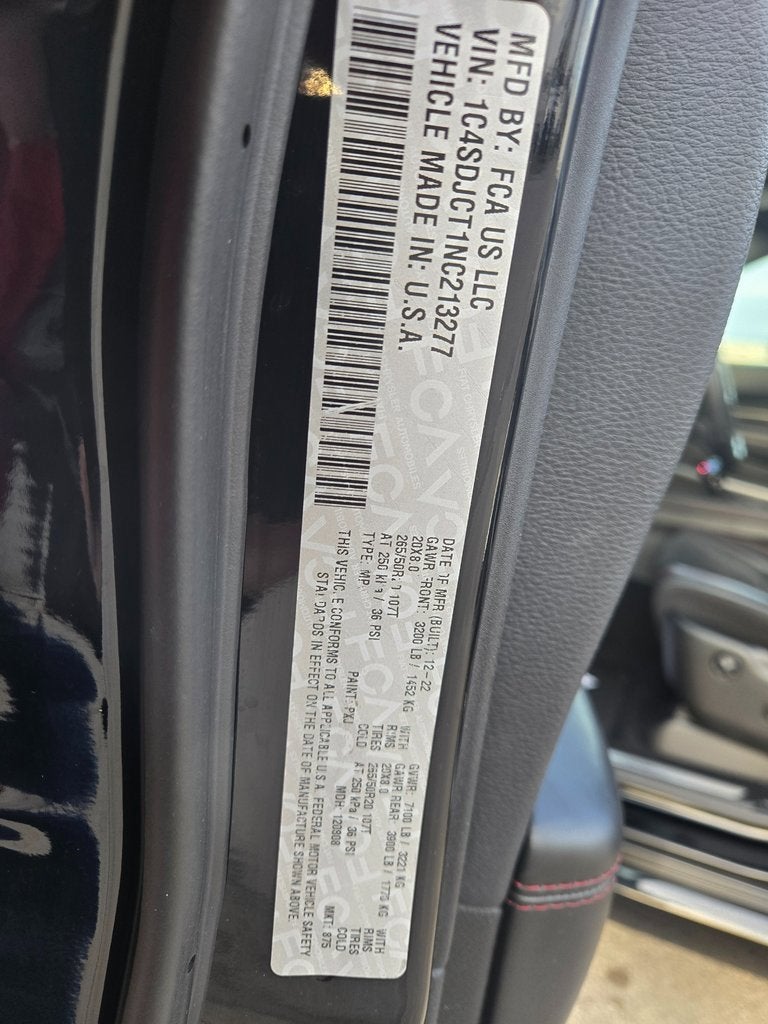 MFD BY: FCA US LLC
VIN: 1C4SDJCT1NC213277
VEHICLE MADE IN: U.S.A.
DATE OF MFR (BUILT): 12-22 GVWR: 7100 LB / 3221 KG
GAWR FRONT: 3200 LB / 1452 KG WITH GAWR REAR: 3900 LB / KG WITH
20X8.0 RIMS 20X8.0 RIMS
265/50R20 107T TIRES 265/50R20 107T TIRES
AT 250 kPa / 36 PSI COLD AT 250 kPa / 36 PSI COLD
TYPE: MPV PAINT: PXJ MDH: 120908 MKT: 875
THIS VEHICLE CONFORMS TO ALL APPLICABLE U.S.A. FEDERAL MOTOR VEHICLE SAFETY
STANDARDS IN EFFECT ON THE DATE OF MANUFACTURE SHOWN ABOVE.